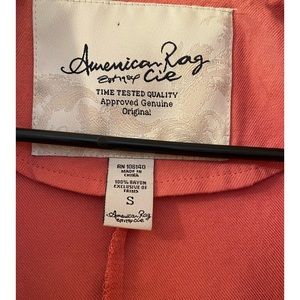 American Rag
Cie
TIME TESTED QUALITY
Approved Genuine
Original
RN 106140
MADE IN
CHINA
100% RAYON
EXCLUSIVE OF
TRIMS
S
American Rag
Cie